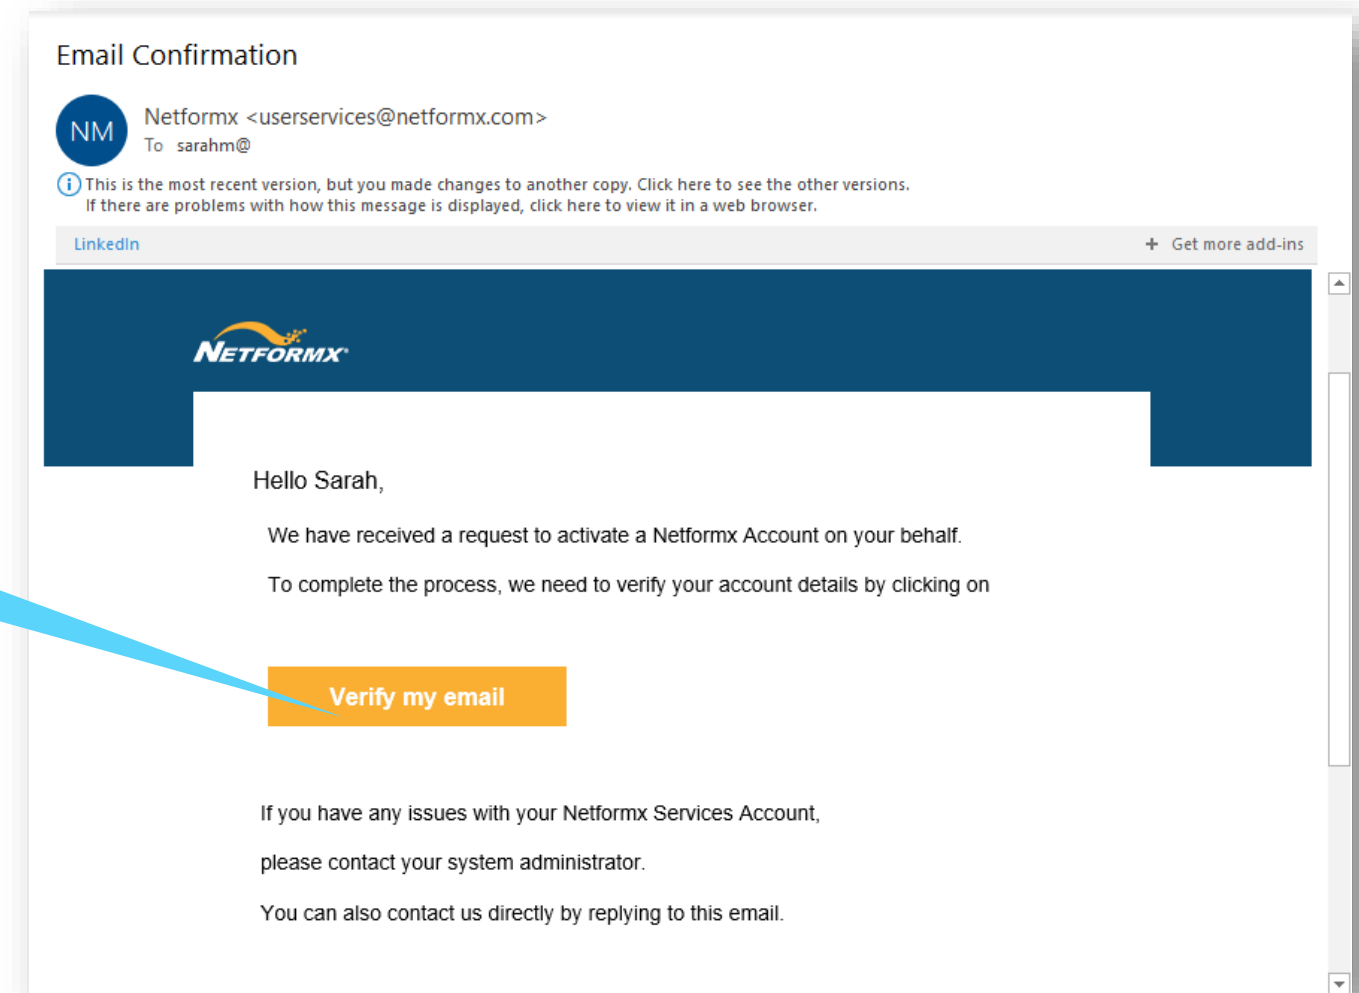 Email Confirmation
NM
Netformx <userservices@netformx.com>
To sarahm@
This is the most recent version, but you made changes to another copy. Click here to see the other versions.
If there are problems with how this message is displayed, click here to view it in a web browser.
LinkedIn
+ Get more add-ins
NETFORMX
Hello Sarah,
We have received a request to activate a Netformx Account on your behalf.
To complete the process, we need to verify your account details by clicking on
Verify my email
If you have any issues with your Netformx Services Account,
please contact your system administrator.
You can also contact us directly by replying to this email.